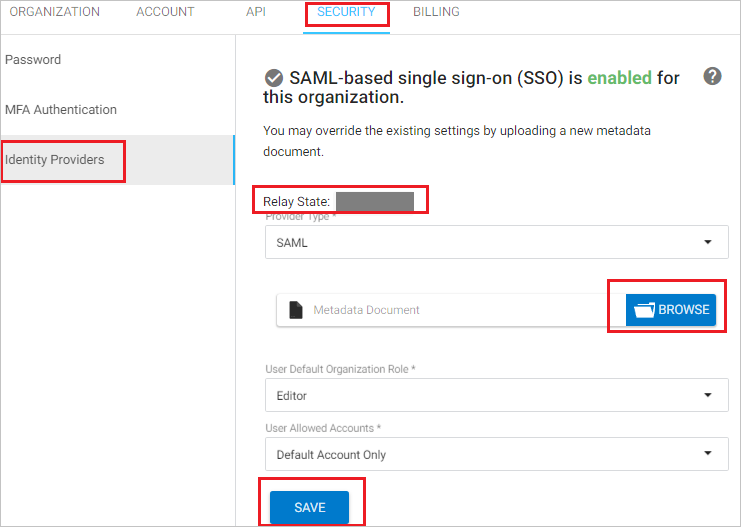 ORGANIZATION ACCOUNT API SECURITY BILLING
Password
MFA Authentication
Identity Providers
SAML-based single sign-on (SSO) is enabled for ?
this organization.
You may override the existing settings by uploading a new metadata
document.
Relay State:
Provider Type *
SAML
Metadata Document BROWSE
User Default Organization Role *
Editor
User Allowed Accounts *
Default Account Only
SAVE